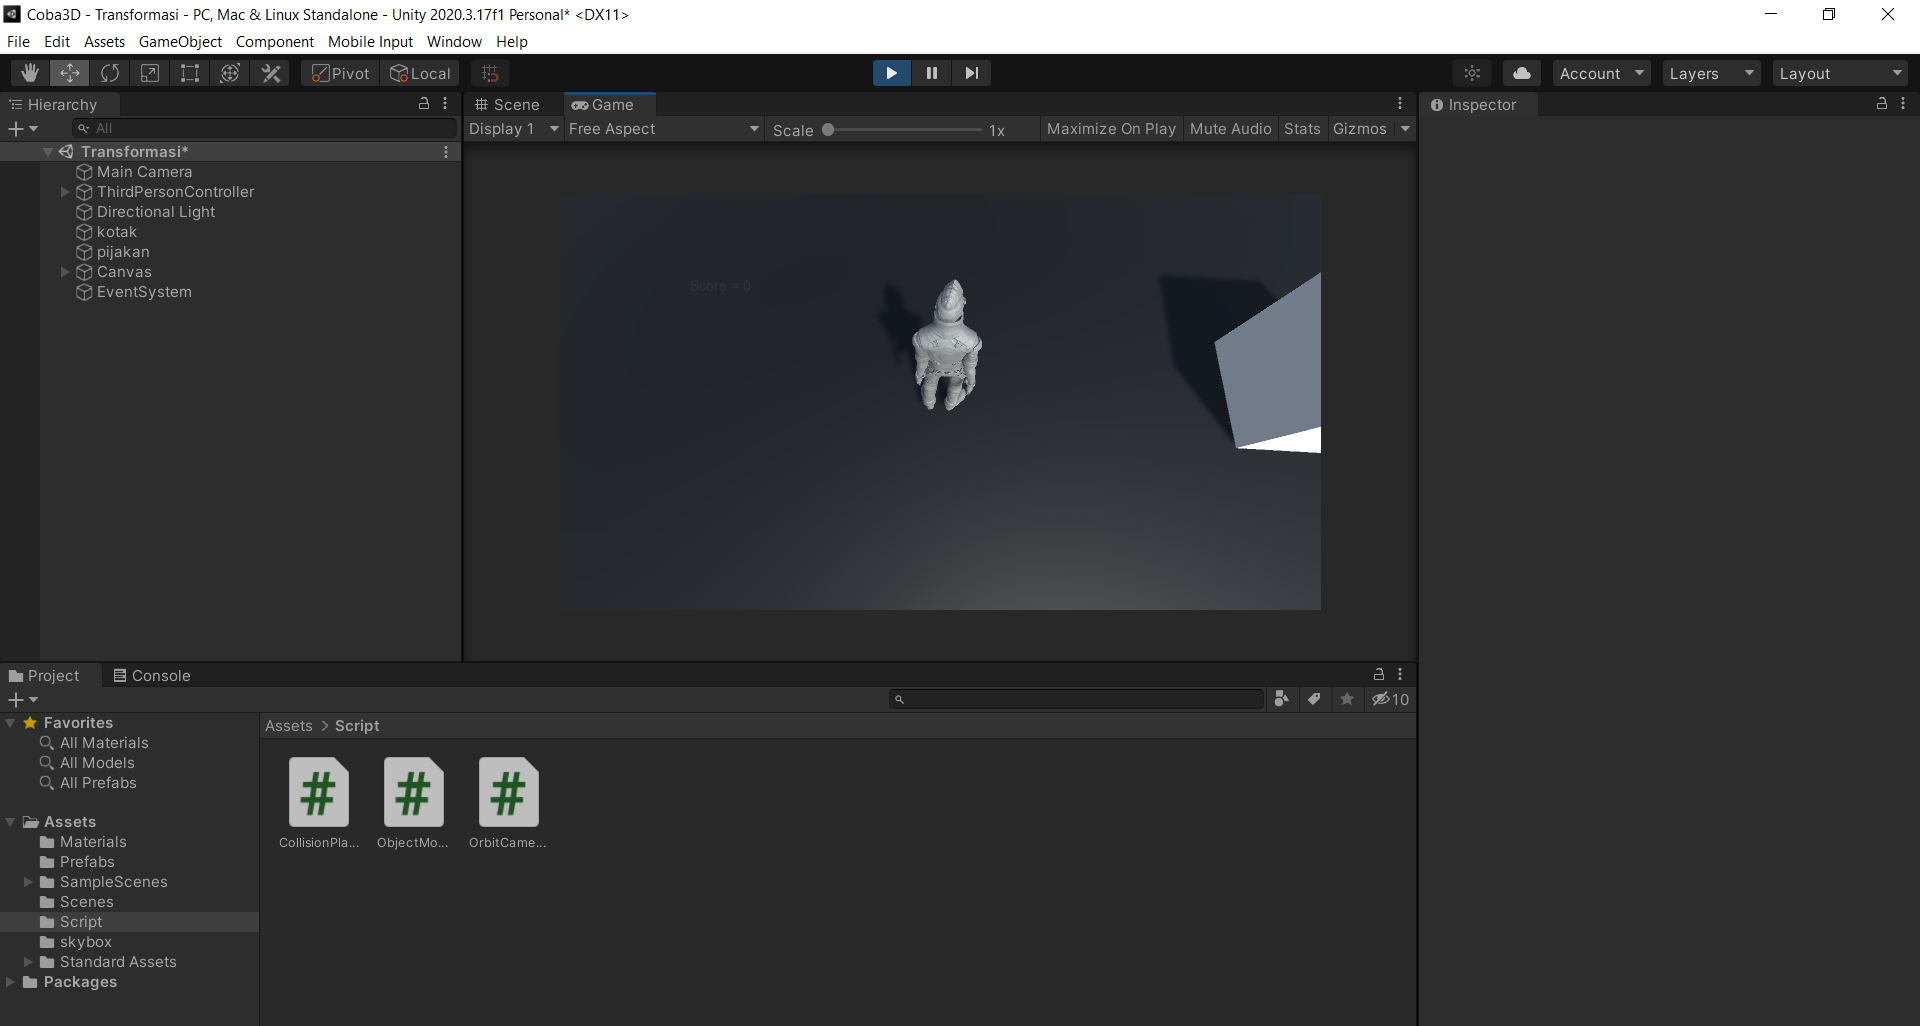 Coba3D - Transformasi - PC, Mac & Linux Standalone - Unity 2020.3.17f1 Personal* <DX11>
File Edit Assets GameObject Component Mobile Input Window Help
Pivot Local Account Layers Layout
Hierarchy
All
Transformasi*
Main Camera
ThirdPersonController
Directional Light
kotak
pijakan
Canvas
EventSystem
Scene Game
Display 1 Free Aspect Scale 1x Maximize On Play Mute Audio Stats Gizmos
Score = 0
Inspector
Project Console
10
Favorites
All Materials
All Models
All Prefabs
Assets
Materials
Prefabs
SampleScenes
Scenes
Script
skybox
Standard Assets
Packages
Assets > Script
CollisionPla... ObjectMo... OrbitCame...